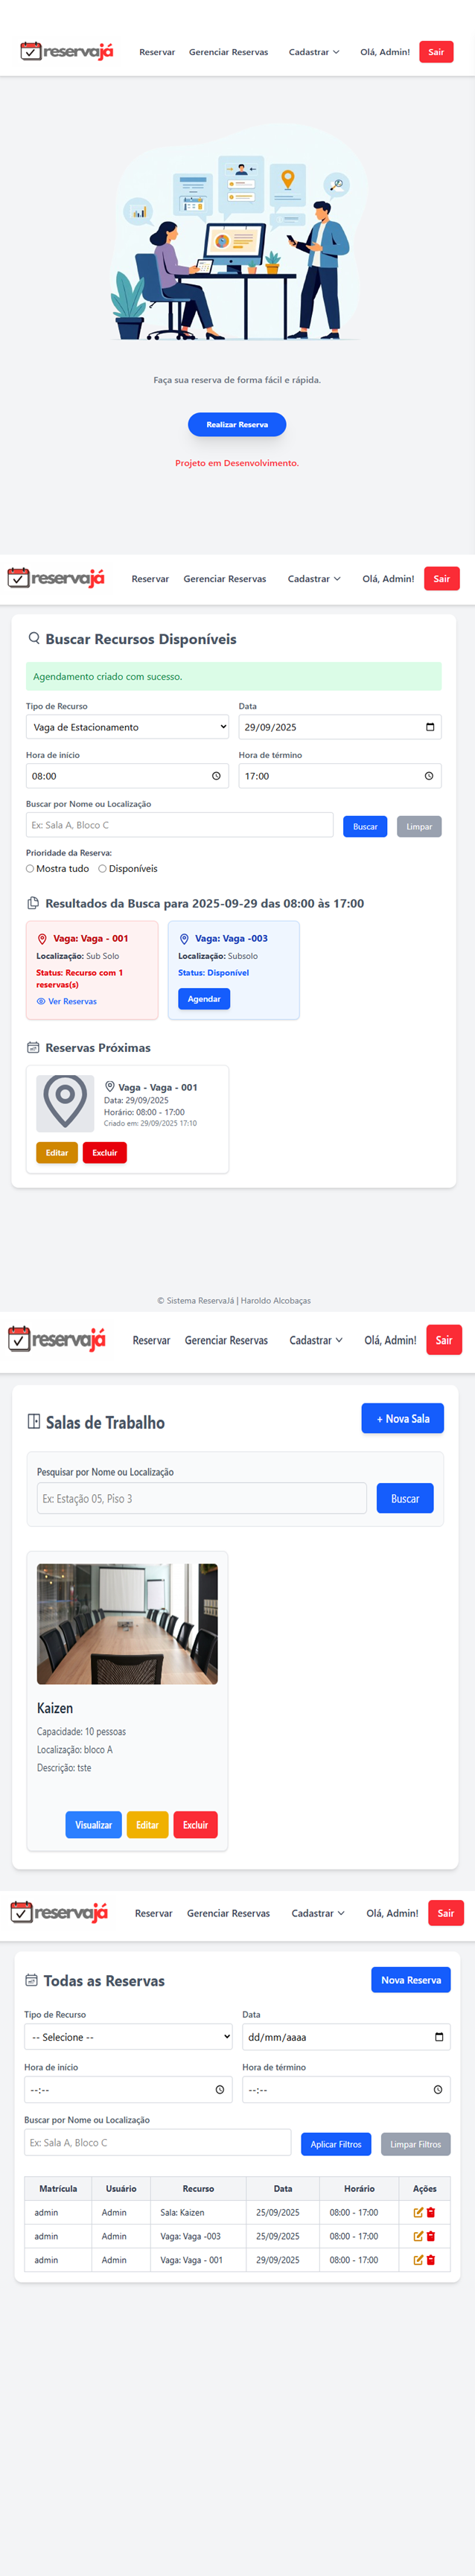 reservajá Reservar Gerenciar Reservas Cadastrar Olá, Admin! Sair
Faça sua reserva de forma fácil e rápida.
Realizar Reserva
Projeto em Desenvolvimento.
reservajá Reservar Gerenciar Reservas Cadastrar Olá, Admin! Sair
Buscar Recursos Disponíveis
Agendamento criado com sucesso.
Tipo de Recurso Data
Vaga de Estacionamento 29/09/2025
Hora de início Hora de término
08:00 17:00
Buscar por Nome ou Localização
Ex: Sala A, Bloco C Buscar Limpar
Prioridade da Reserva:
Mostra tudo Disponíveis
Resultados da Busca para 2025-09-29 das 08:00 às 17:00
Vaga: Vaga - 001
Localização: Sub Solo
Status: Recurso com 1
reservas(s)
Ver Reservas
Vaga: Vaga -003
Localização: Subsolo
Status: Disponível
Agendar
Reservas Próximas
Vaga - Vaga - 001
Data: 29/09/2025
Horário: 08:00 - 17:00
Criado em: 29/09/2025 17:10
Editar Excluir
© Sistema ReservaJá | Haroldo Alcobaças
reservajá Reservar Gerenciar Reservas Cadastrar Olá, Admin! Sair
Salas de Trabalho + Nova Sala
Pesquisar por Nome ou Localização
Ex: Estação 05, Piso 3 Buscar
Kaizen
Capacidade: 10 pessoas
Localização: bloco A
Descrição: tste
Visualizar Editar Excluir
reservajá Reservar Gerenciar Reservas Cadastrar Olá, Admin! Sair
Todas as Reservas Nova Reserva
Tipo de Recurso Data
-- Selecione -- dd/mm/aaaa
Hora de início Hora de término
--:-- --:--
Buscar por Nome ou Localização
Ex: Sala A, Bloco C Aplicar Filtros Limpar Filtros
Matrícula Usuário Recurso Data Horário Ações
admin Admin Sala: Kaizen 25/09/2025 08:00 - 17:00
admin Admin Vaga: Vaga -003 25/09/2025 08:00 - 17:00
admin Admin Vaga: Vaga - 001 29/09/2025 08:00 - 17:00